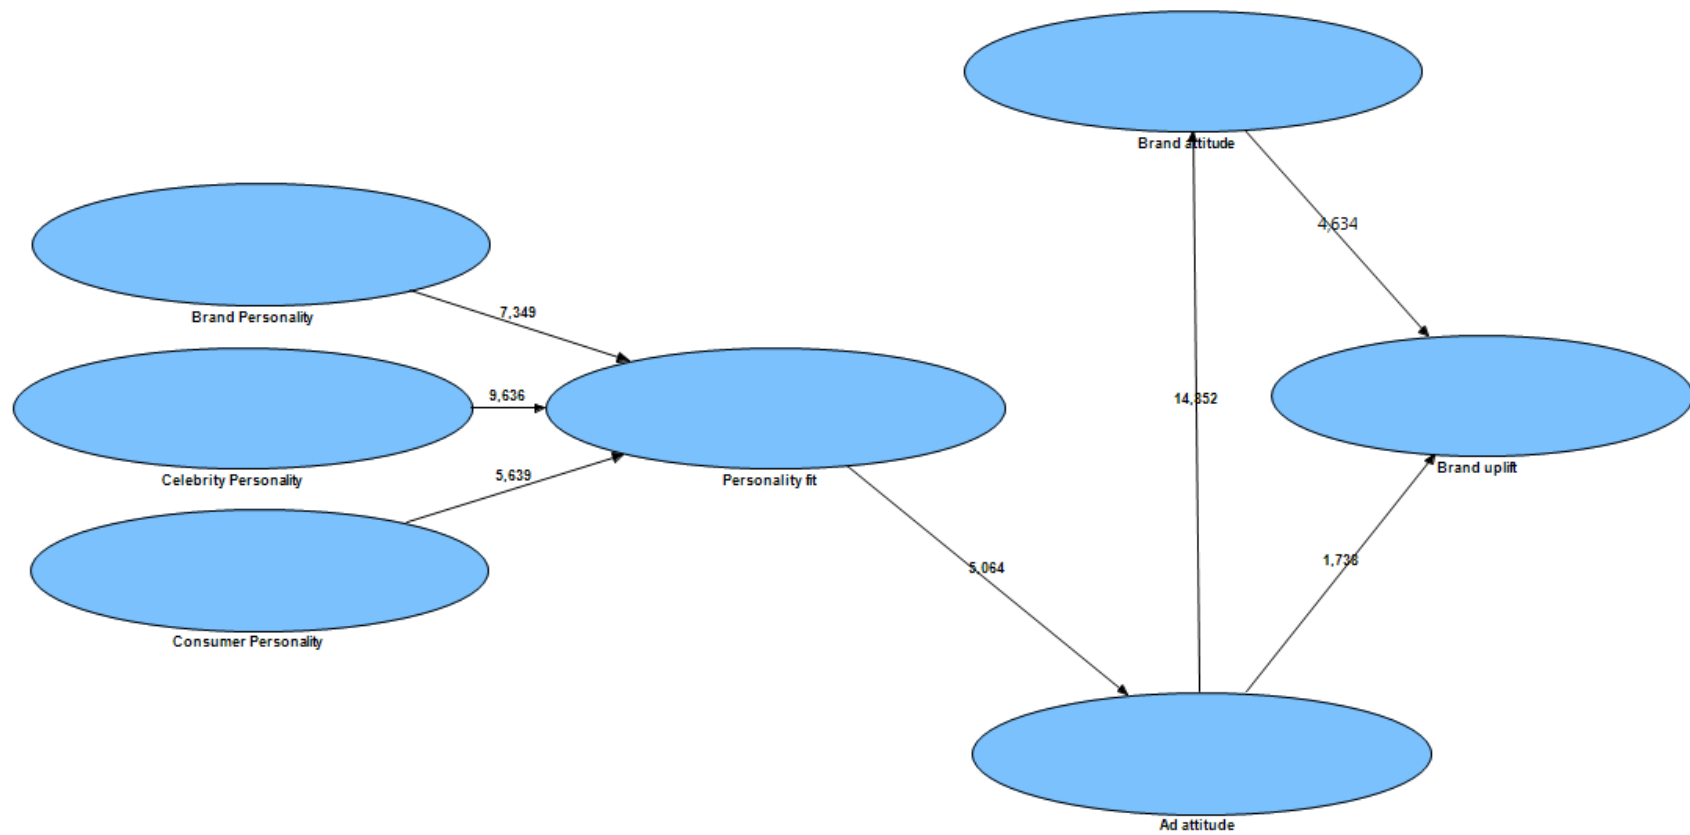 Brand attitude
4,634
Brand Personality
7,349
9,636
14,852
Celebrity Personality
Personality fit
Brand uplift
5,639
5,064
1,738
Consumer Personality
Ad attitude